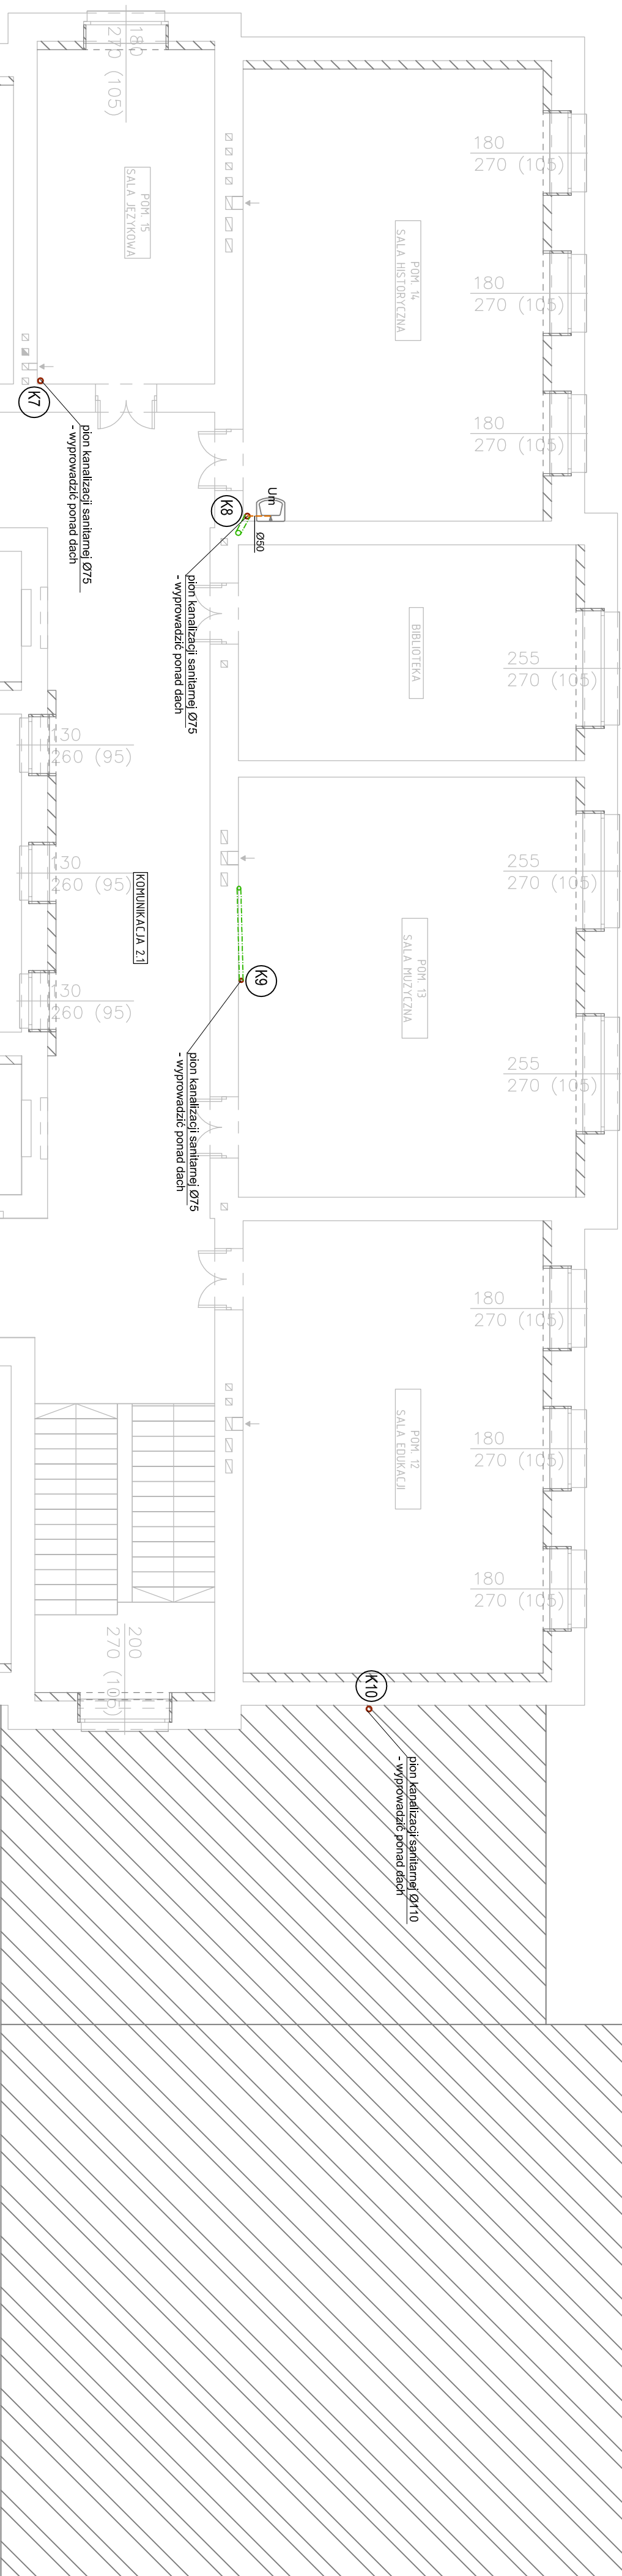 180
270 (105)
POM. 15
SALA JĘZYKOWA
180
270 (105)
POM. 14
SALA HISTORYCZNA
180
270 (105)
180
270 (105)
K7
pion kanalizacji sanitarnej Ø75
- wyprowadzić ponad dach
Um
K8
Ø50
pion kanalizacji sanitarnej Ø75
- wyprowadzić ponad dach
BIBLIOTEKA
255
270 (105)
130
260 (95)
130
260 (95)
KOMUNIKACJA 2.1
130
260 (95)
255
270 (105)
POM. 13
SALA MUZYCZNA
K9
pion kanalizacji sanitarnej Ø75
- wyprowadzić ponad dach
255
270 (105)
180
270 (105)
POM. 12
SALA EDUKACJI
180
270 (105)
180
270 (105)
200
270 (105)
K10
pion kanalizacji sanitarnej Ø110
- wyprowadzić ponad dach